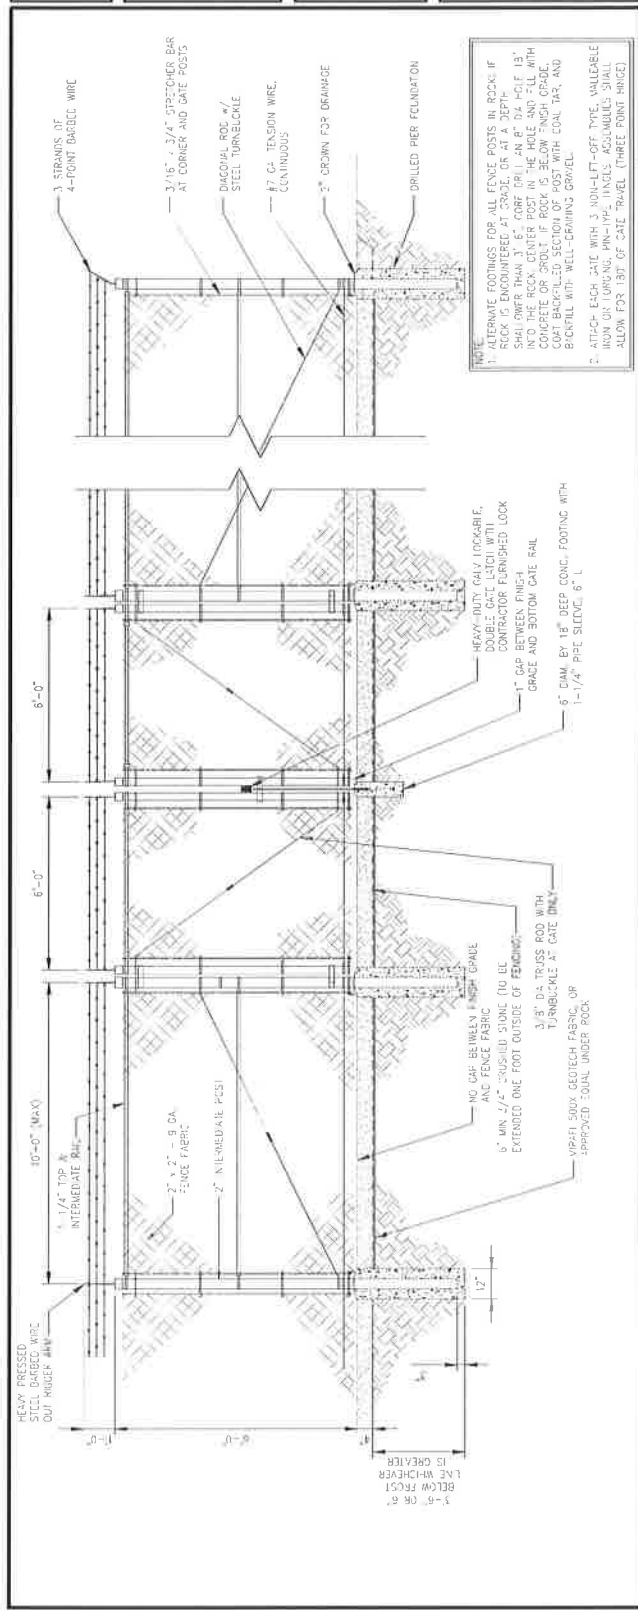 HEAVY PRESSED
STEEL BARBED WIRE
OUT RIGGER ARM
10'-0" (MAX)
6'-0"
6'-0"
3 STRANDS OF
4-POINT BARBED WIRE
1 1/4" TOP &
INTERMEDIATE RAIL
2" x 2" - 9 GA.
FENCE FABRIC
2" INTERMEDIATE POST
3/16" x 3/4" STRETCHER BAR
AT CORNER AND GATE POSTS
DIAGONAL ROD W/
STEEL TURNBUCKLE
#7 GA. TENSION WIRE,
CONTINUOUS
2" CROWN FOR DRAINAGE
DRILLED PIER FOUNDATION
1'-0"
3'-6" OR 6"
BELOW FROST
LINE WHICHEVER
IS GREATER
12"
NO GAP BETWEEN FINISH GRADE
AND FENCE FABRIC
6" MIN 3/4" CRUSHED STONE (TO BE
EXTENDED ONE FOOT OUTSIDE OF FENCING)
3/8" DIA TRUSS ROD WITH
TURNBUCKLE AT GATE ONLY
MIRAFI 500X GEOTECH FABRIC, OR
APPROVED EQUAL UNDER ROCK
HEAVY-DUTY GALV LOCKABLE,
DOUBLE GATE LATCH WITH
CONTRACTOR FURNISHED LOCK
1" GAP BETWEEN FINISH
GRADE AND BOTTOM GATE RAIL
6" DIAM. BY 18" DEEP CONC. FOOTING WITH
1-1/4" PIPE SLEEVE, 6" L
NOTE:
1. ALTERNATE FOOTINGS FOR ALL FENCE POSTS IN ROCK: IF
ROCK IS ENCOUNTERED AT GRADE, OR AT A DEPTH
SHALLOWER THAN 3' 6", CORE DRILL AN 8" DIA HOLE 18"
INTO THE ROCK. CENTER POST IN THE HOLE AND FILL WITH
CONCRETE OR GROUT. IF ROCK IS BELOW FINISH GRADE,
COAT BACKFILLED SECTION OF POST WITH COAL TAR, AND
BACKFILL WITH WELL-DRAINING GRAVEL.
2. ATTACH EACH GATE WITH 3 NON-LIFT-OFF TYPE, MALLEABLE
IRON OR FORGING, PIN-TYPE HINGES. ASSEMBLIES SHALL
ALLOW FOR 180° OF GATE TRAVEL (THREE POINT HINGE)